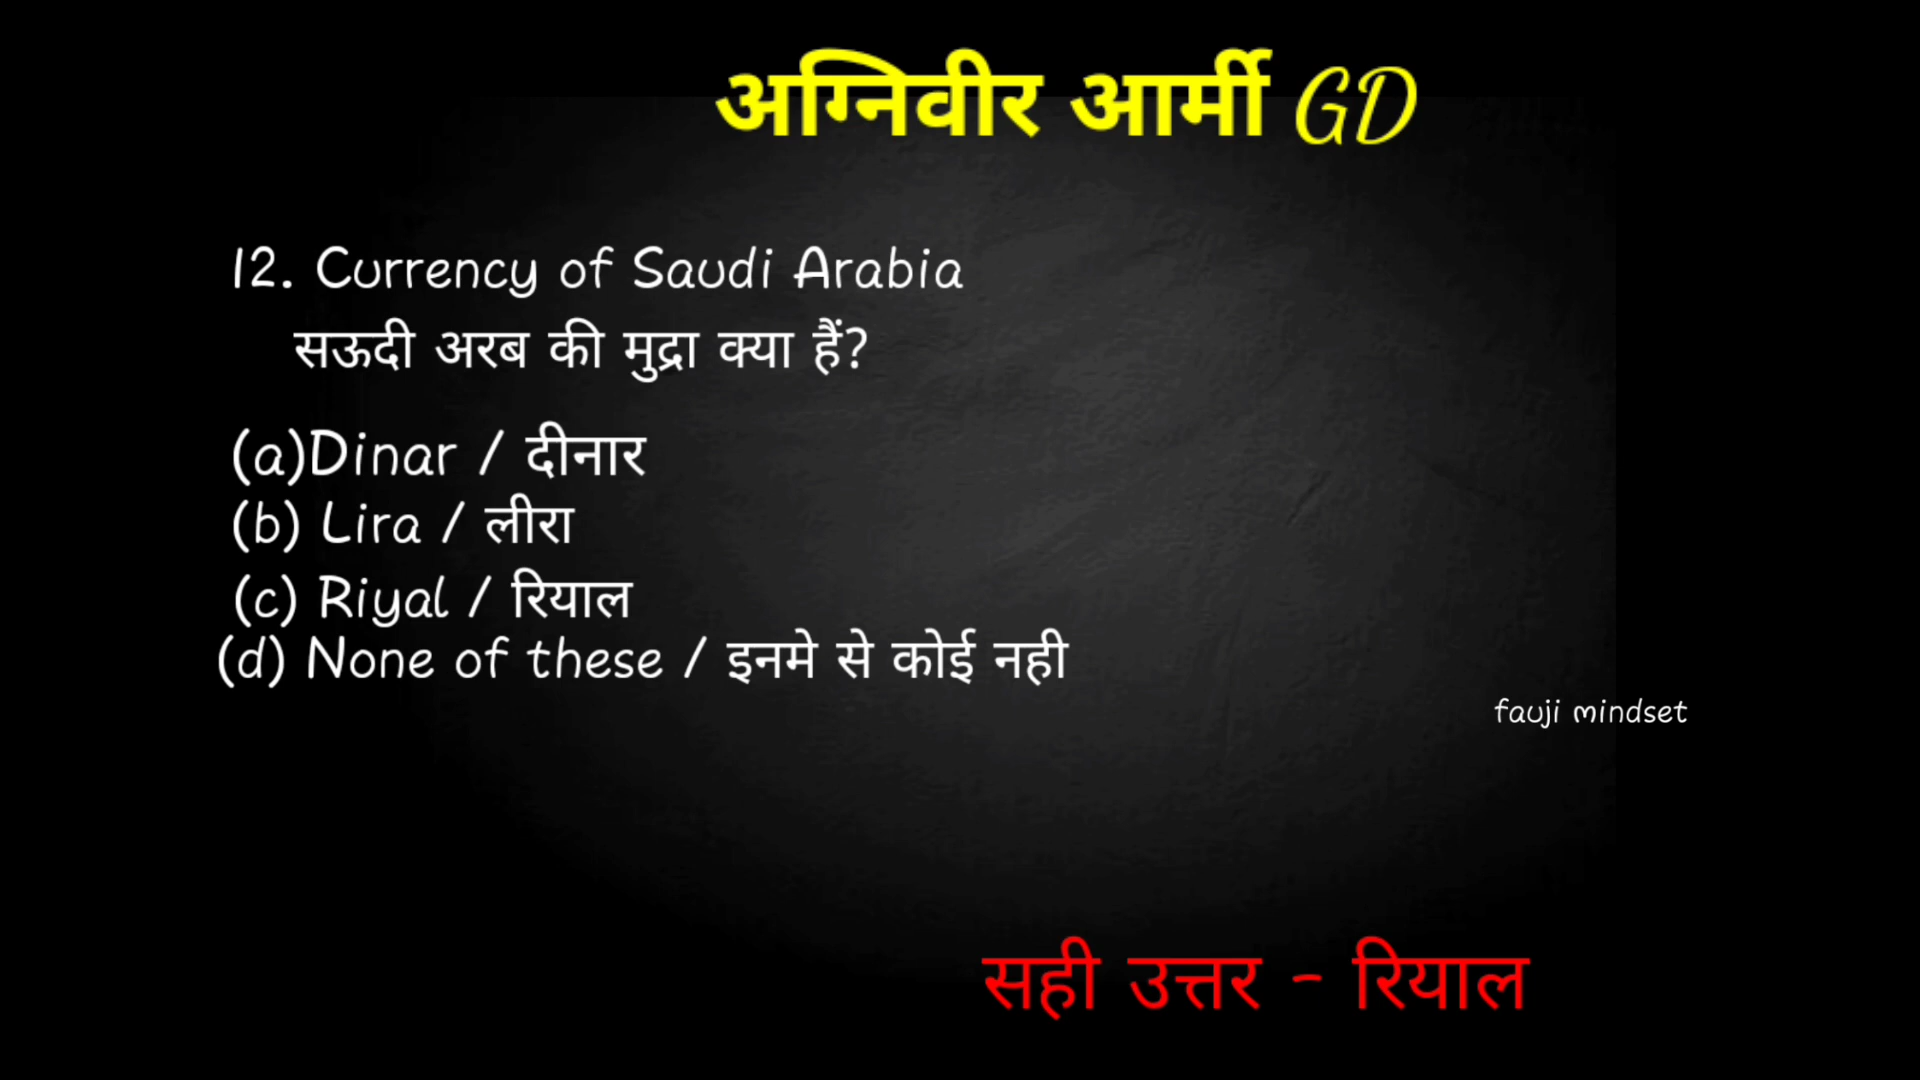 अग्निवीर आर्मी GD
12. Currency of Saudi Arabia
सऊदी अरब की मुद्रा क्या हैं?
(a)Dinar / दीनार
(b) Lira / लीरा
(c) Riyal / रियाल
(d) None of these / इनमे से कोई नही
fauji mindset
सही उत्तर - रियाल